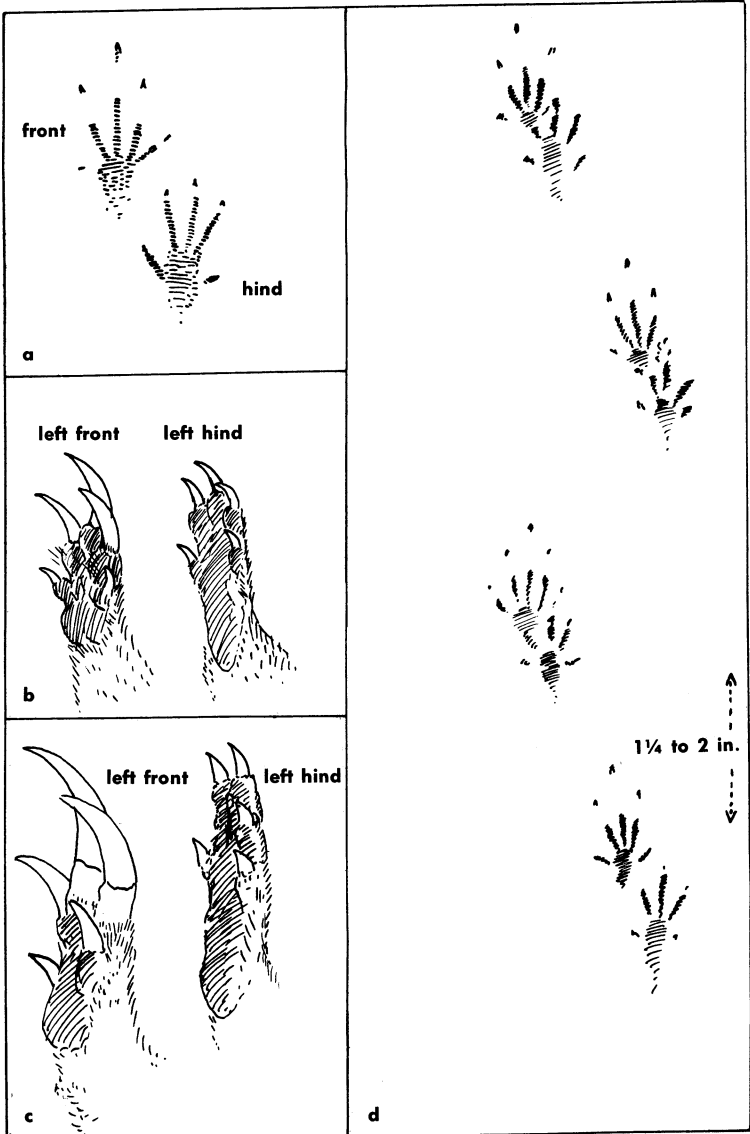 front
hind
a
left front left hind
b
left front left hind
c
1¼ to 2 in.
d